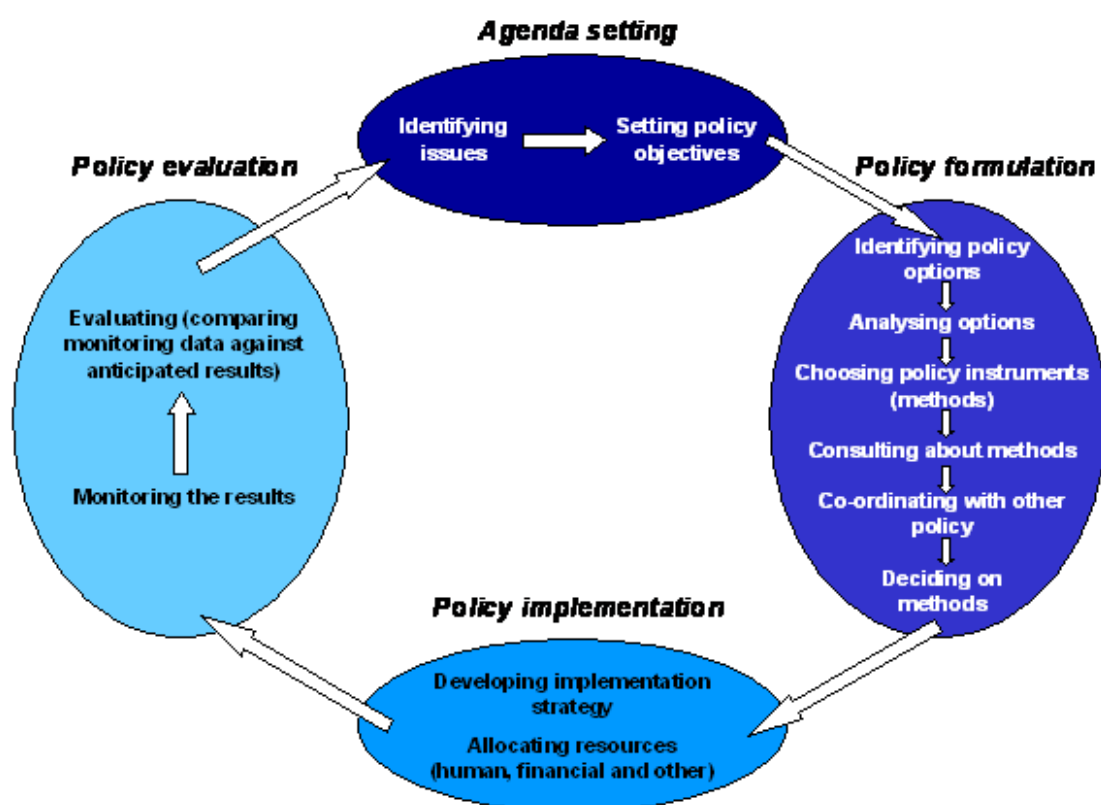 Agenda setting
Identifying
issues
Setting policy
objectives
Policy formulation
Identifying policy
options
Analysing options
Choosing policy instruments
(methods)
Consulting about methods
Co-ordinating with other
policy
Deciding on
methods
Policy implementation
Developing implementation
strategy
Allocating resources
(human, financial and other)
Policy evaluation
Evaluating (comparing
monitoring data against
anticipated results)
Monitoring the results